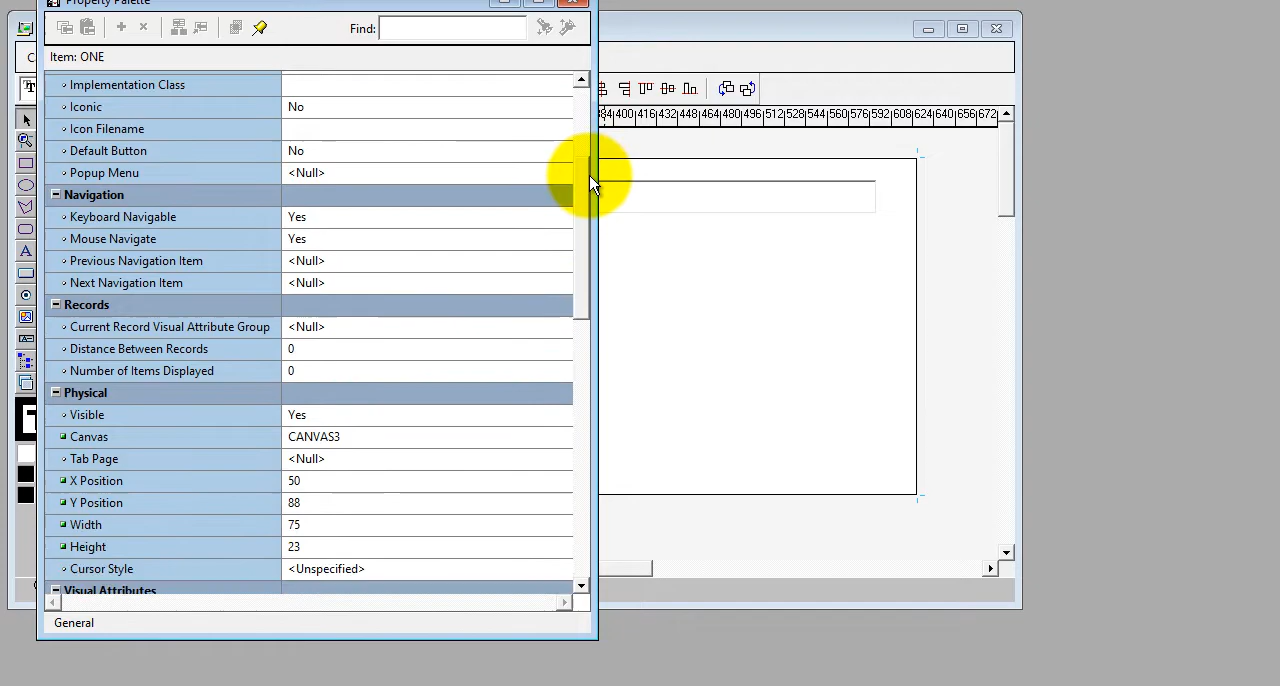 Property Palette
Find:
Item: ONE
Implementation Class
Iconic No
Icon Filename
Default Button No
Popup Menu <Null>
Navigation
Keyboard Navigable Yes
Mouse Navigate Yes
Previous Navigation Item <Null>
Next Navigation Item <Null>
Records
Current Record Visual Attribute Group <Null>
Distance Between Records 0
Number of Items Displayed 0
Physical
Visible Yes
Canvas CANVAS3
Tab Page <Null>
X Position 50
Y Position 88
Width 75
Height 23
Cursor Style <Unspecified>
Visual Attributes
General
400 416 432 448 464 480 496 512 528 544 560 576 592 608 624 640 656 672